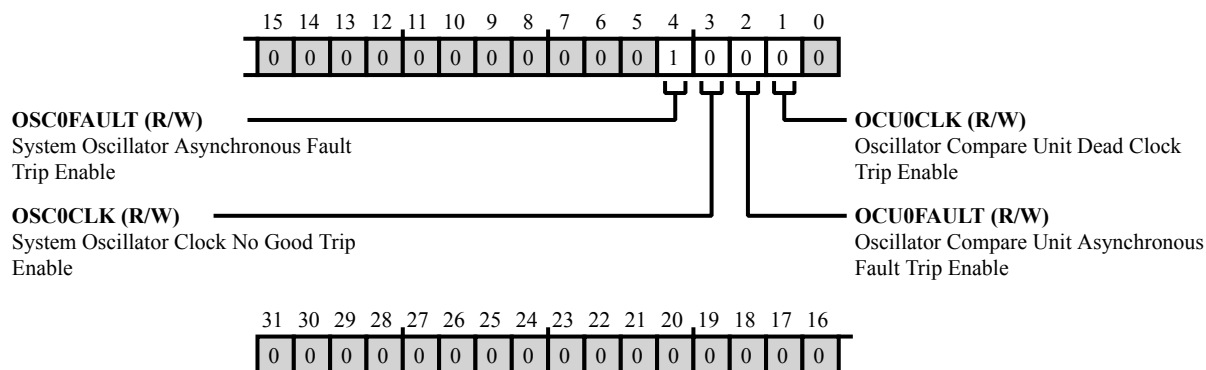 15 14 13 12 11 10 9 8 7 6 5 4 3 2 1 0
0 0 0 0 0 0 0 0 0 0 0 1 0 0 0 0
OSC0FAULT (R/W)
System Oscillator Asynchronous Fault
Trip Enable
OCU0CLK (R/W)
Oscillator Compare Unit Dead Clock
Trip Enable
OSC0CLK (R/W)
System Oscillator Clock No Good Trip
Enable
OCU0FAULT (R/W)
Oscillator Compare Unit Asynchronous
Fault Trip Enable
31 30 29 28 27 26 25 24 23 22 21 20 19 18 17 16
0 0 0 0 0 0 0 0 0 0 0 0 0 0 0 0